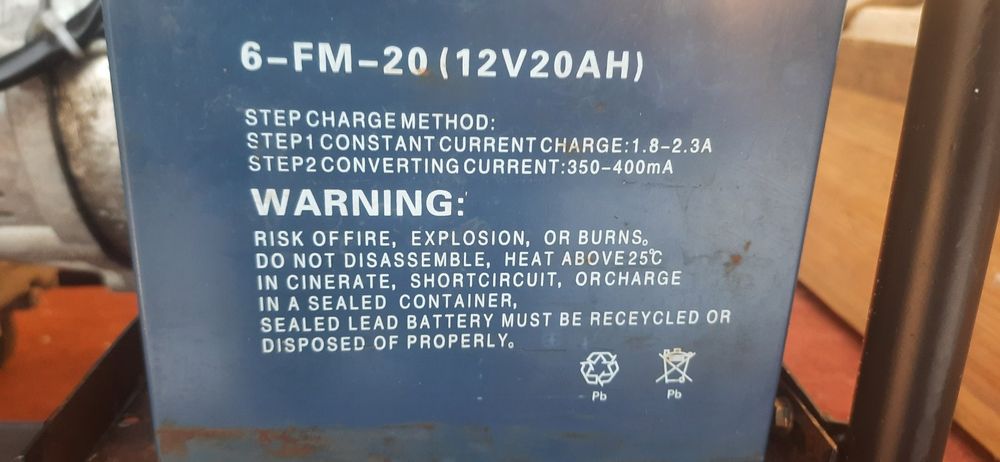 6-FM-20 (12V20AH)
STEP CHARGE METHOD:
STEP1 CONSTANT CURRENT CHARGE:1.8-2.3A
STEP2 CONVERTING CURRENT:350-400mA
WARNING:
RISK OF FIRE, EXPLOSION, OR BURNS。
DO NOT DISASSEMBLE, HEAT ABOVE 25℃
IN CINERATE, SHORTCIRCUIT, ORCHARGE
IN A SEALED CONTAINER,
SEALED LEAD BATTERY MUST BE RECEYCLED OR
DISPOSED OF PROPERLY。
Pb Pb